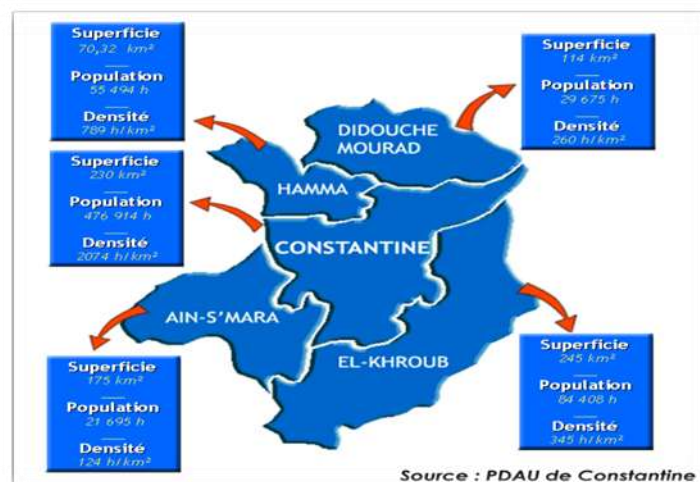 Superficie
70,32 km²
Population
55 494 h
Densité
789 h/km²
Superficie
114 km²
Population
29 675 h
Densité
260 h/km²
DIDOUCHE
MOURAD
HAMMA
Superficie
230 km²
Population
476 914 h
Densité
2074 h/km²
CONSTANTINE
AIN-S'MARA
EL-KHROUB
Superficie
175 km²
Population
21 695 h
Densité
124 h/km²
Superficie
245 km²
Population
84 408 h
Densité
345 h/km²
Source : PDAU de Constantine